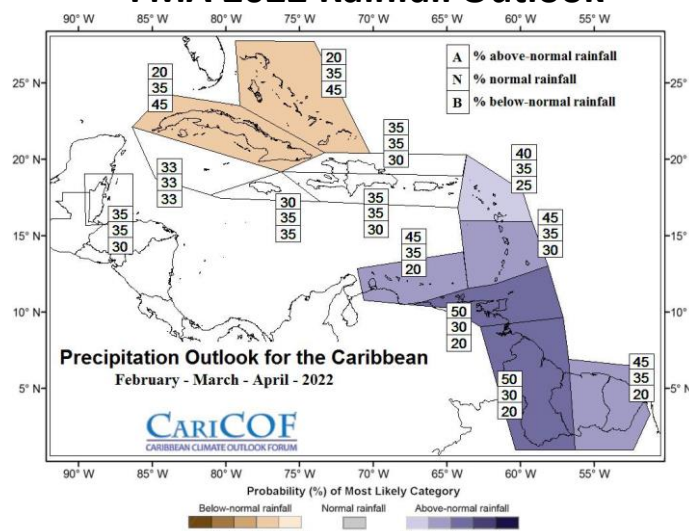 FMA 2022 Rainfall Outlook
90° W 85° W 80° W 75° W 70° W 65° W 60° W 55° W
A % above-normal rainfall
N % normal rainfall
B % below-normal rainfall
25° N
20° N
15° N
10° N
5° N
25° N
20° N
15° N
10° N
5° N
20
35
45
20
35
45
35
35
30
40
35
25
33
33
33
30
35
35
35
35
30
35
35
30
45
35
30
45
35
20
50
30
20
50
30
20
45
35
20
Precipitation Outlook for the Caribbean
February - March - April - 2022
CARICOF
CARIBBEAN CLIMATE OUTLOOK FORUM
90° W 85° W 80° W 75° W 70° W 65° W 60° W 55° W
Probability (%) of Most Likely Category
Below-normal rainfall Normal rainfall Above-normal rainfall